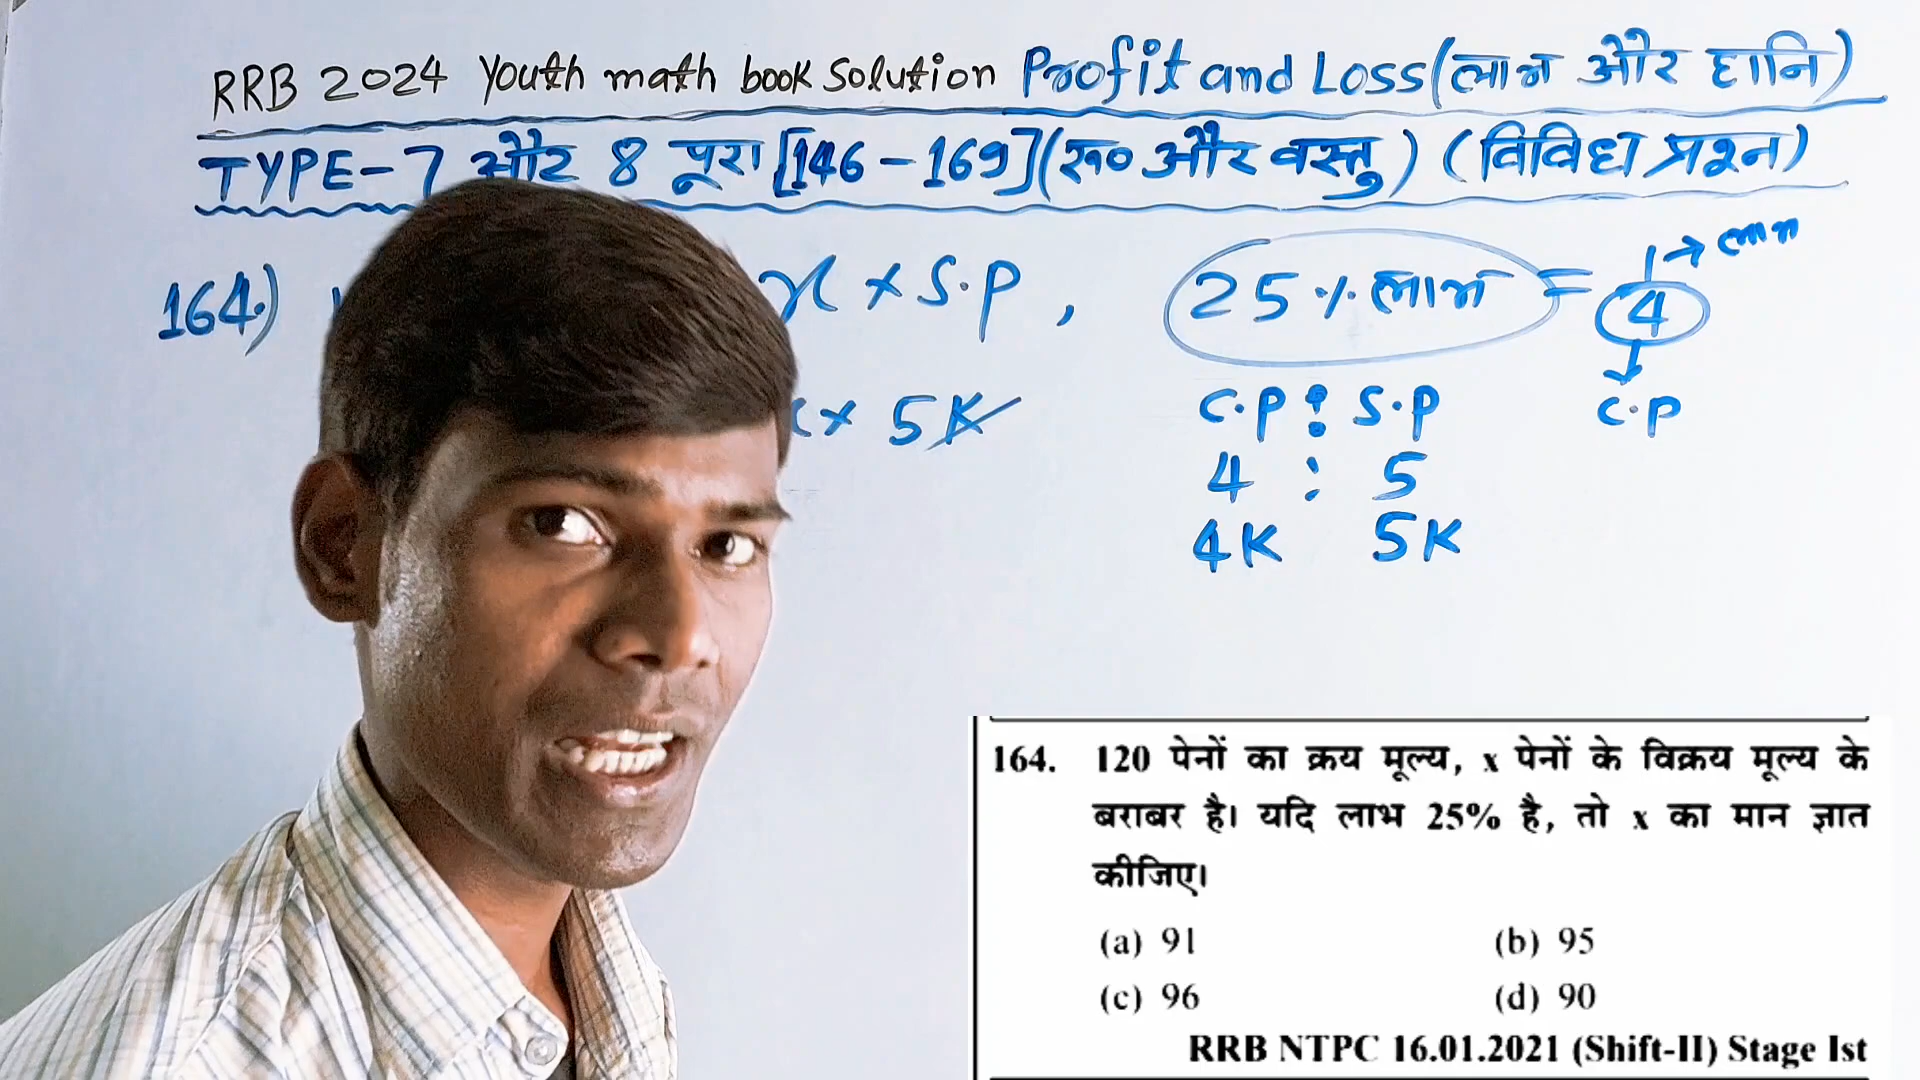 RRB 2024 Youth math book Solution Profit and Loss (लाभ और हानि)
TYPE-7 और 8 पूरा [146-169] (रू० और वस्तु) (विविध प्रश्न)
164.) x × S.P , 25 % लाभ = 1/4 → लाभ
× 5K C.P : S.P C.P
4 : 5
4K 5K
164. 120 पेनों का क्रय मूल्य, x पेनों के विक्रय मूल्य के
बराबर है। यदि लाभ 25% है, तो x का मान ज्ञात
कीजिए।
(a) 91 (b) 95
(c) 96 (d) 90
RRB NTPC 16.01.2021 (Shift-II) Stage Ist